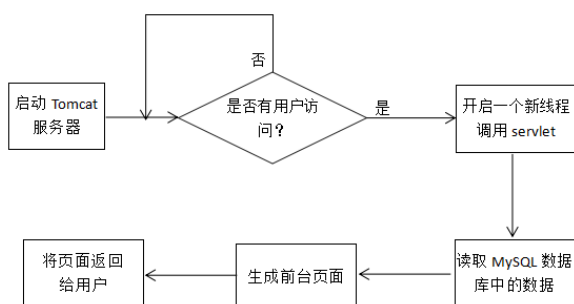 否
启动 Tomcat
服务器
是否有用户访
问？
是
开启一个新线程
调用 servlet
将页面返回
给用户
生成前台页面
读取 MySQL 数据
库中的数据